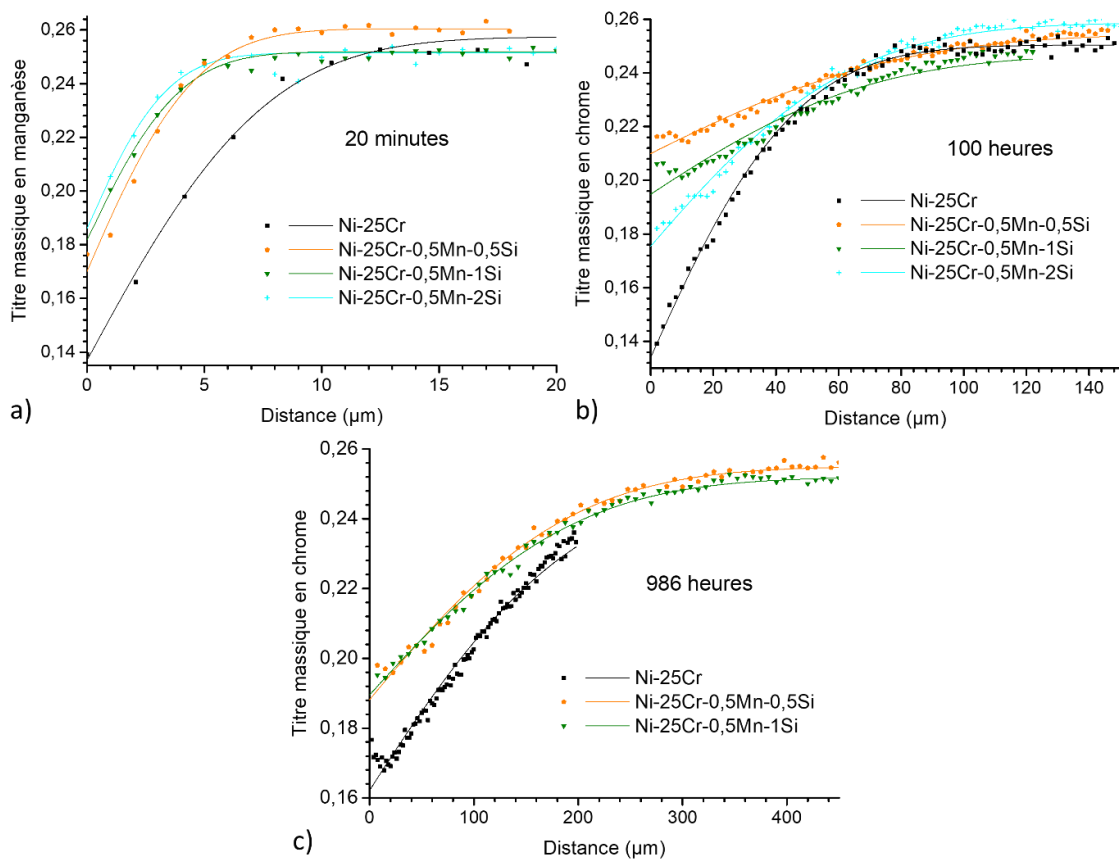 Titre massique en manganèse
0,26
0,24
0,22
0,20
0,18
0,16
0,14
20 minutes
Ni-25Cr
Ni-25Cr-0,5Mn-0,5Si
Ni-25Cr-0,5Mn-1Si
Ni-25Cr-0,5Mn-2Si
0 5 10 15 20
Distance (µm)
a)
Titre massique en chrome
0,26
0,24
0,22
0,20
0,18
0,16
0,14
100 heures
Ni-25Cr
Ni-25Cr-0,5Mn-0,5Si
Ni-25Cr-0,5Mn-1Si
Ni-25Cr-0,5Mn-2Si
0 20 40 60 80 100 120 140
Distance (µm)
b)
Titre massique en chrome
0,26
0,24
0,22
0,20
0,18
0,16
986 heures
Ni-25Cr
Ni-25Cr-0,5Mn-0,5Si
Ni-25Cr-0,5Mn-1Si
0 100 200 300 400
Distance (µm)
c)